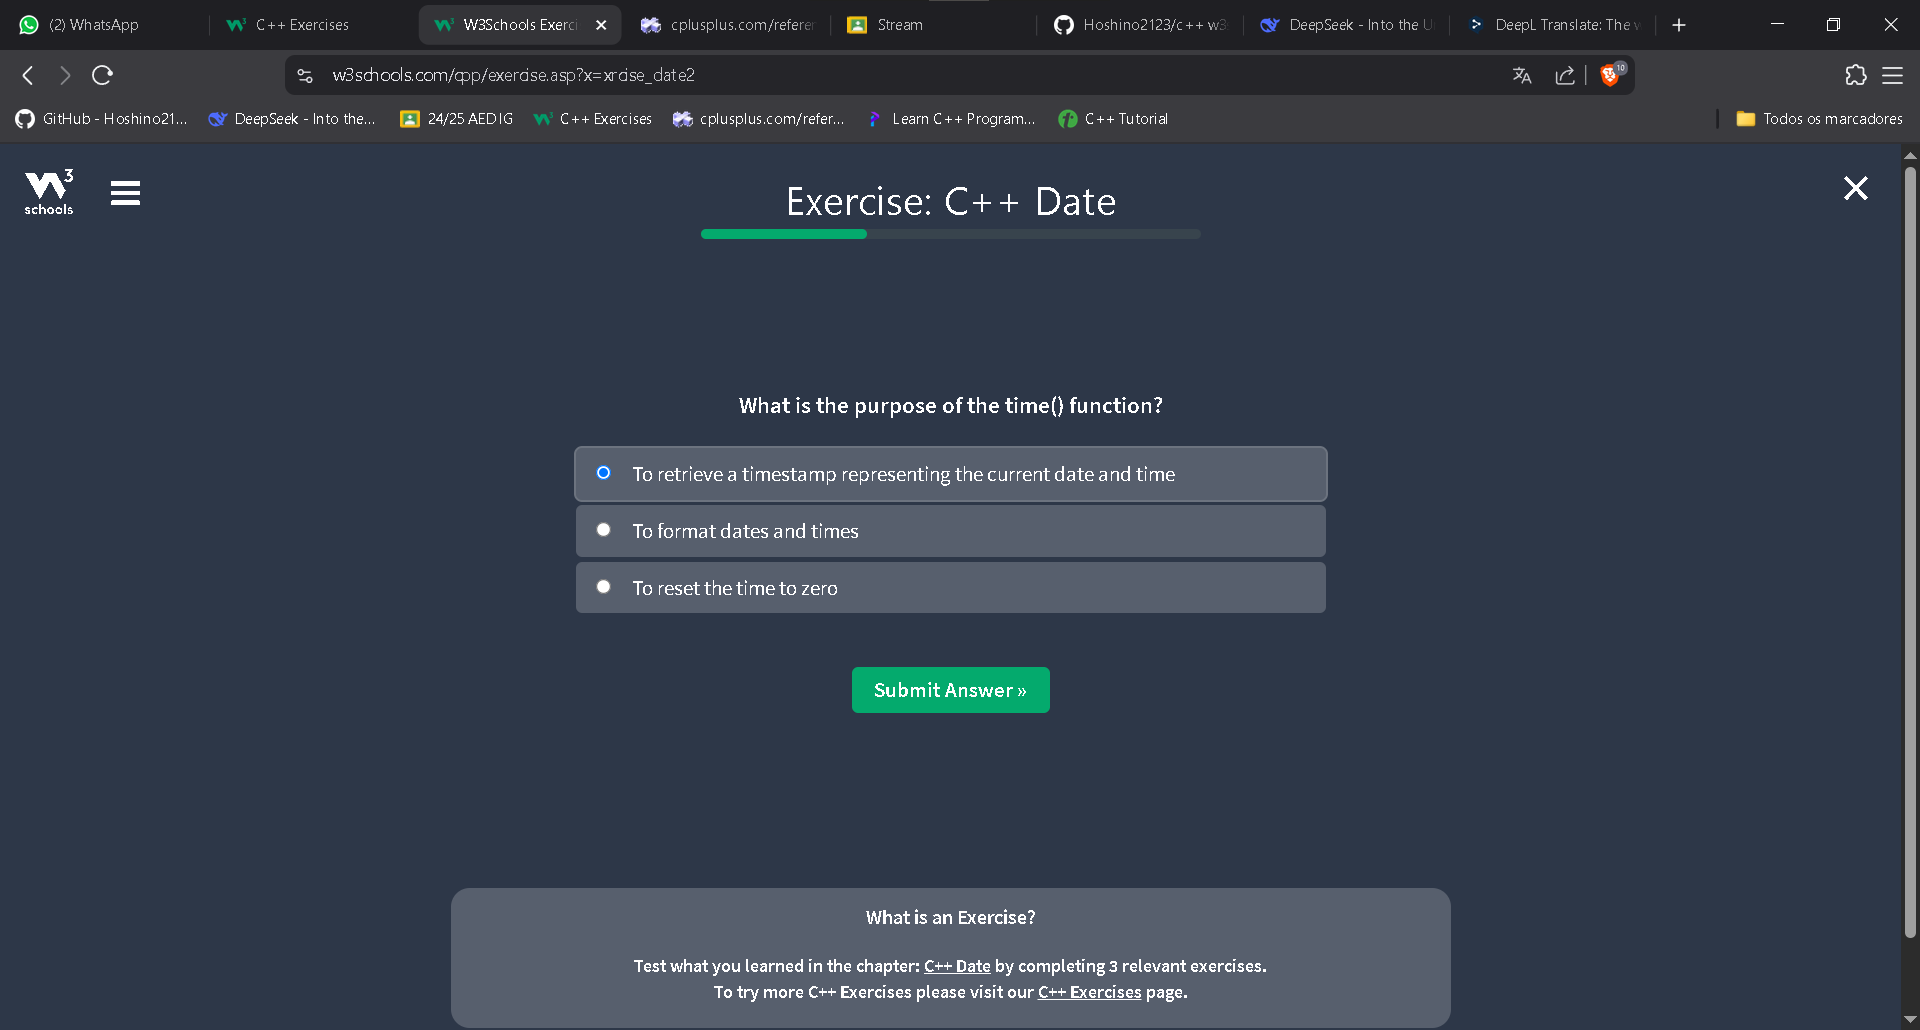 (2) WhatsApp
C++ Exercises
W3Schools Exerci
cplusplus.com/refere
Stream
Hoshino2123/c++ w3
DeepSeek - Into the U
DeepL Translate: The w
w3schools.com/cpp/exercise.asp?x=xrcise_date2
10
GitHub - Hoshino21...
DeepSeek - Into the...
24/25 AEDIG
C++ Exercises
cplusplus.com/refer...
Learn C++ Program...
C++ Tutorial
Todos os marcadores
W3
schools
Exercise: C++ Date
What is the purpose of the time() function?
To retrieve a timestamp representing the current date and time
To format dates and times
To reset the time to zero
Submit Answer »
What is an Exercise?
Test what you learned in the chapter: C++ Date by completing 3 relevant exercises.
To try more C++ Exercises please visit our C++ Exercises page.